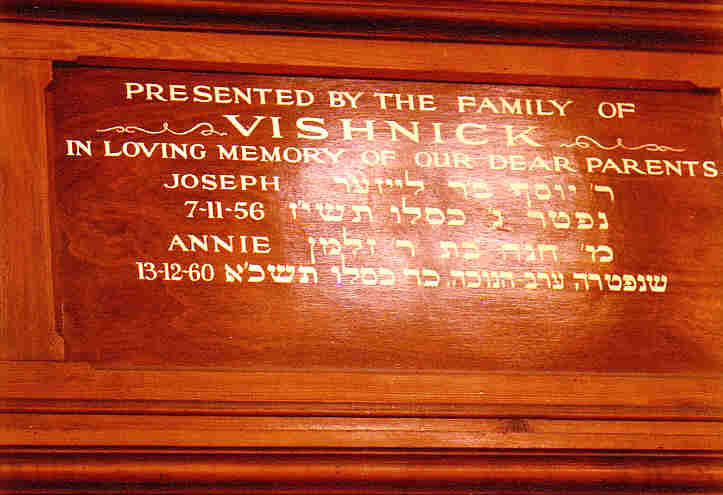 PRESENTED BY THE FAMILY OF
VISHNICK
IN LOVING MEMORY OF OUR DEAR PARENTS
JOSEPH ר' יוסף בר לייזער
7-11-56 נפטר ג' כסלו תשי"ז
ANNIE מ' חנה בת ר' זלמן
13-12-60 שנפטרה ערב חנוכה, כד כסלו תשכ"א